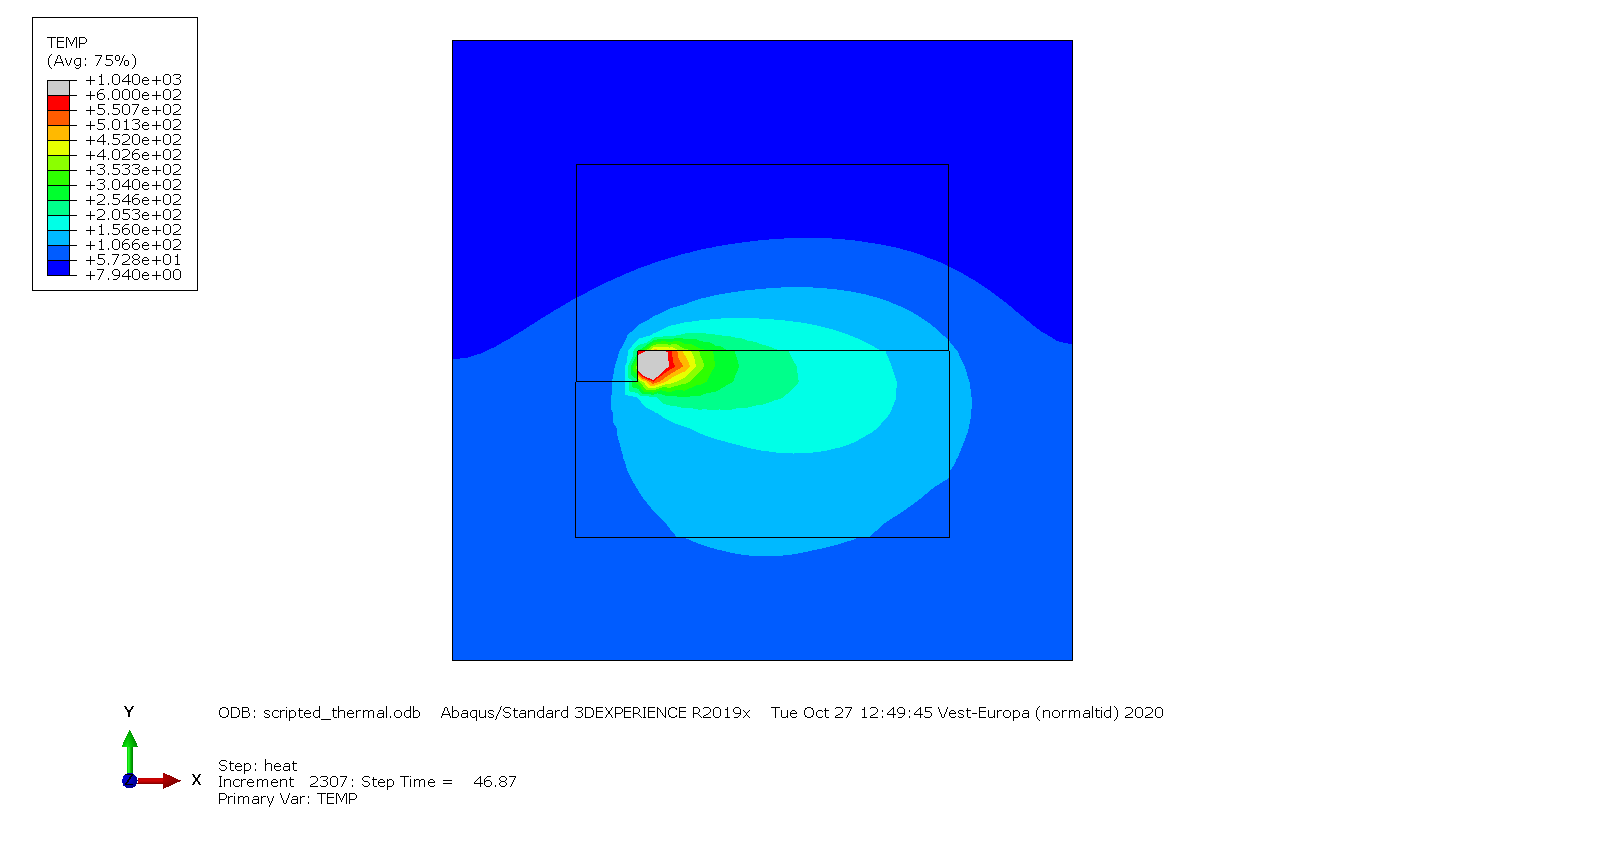 TEMP
(Avg: 75%)
+1.040e+03
+6.000e+02
+5.507e+02
+5.013e+02
+4.520e+02
+4.026e+02
+3.533e+02
+3.040e+02
+2.546e+02
+2.053e+02
+1.560e+02
+1.066e+02
+5.728e+01
+7.940e+00
Y
ODB: scripted_thermal.odb Abaqus/Standard 3DEXPERIENCE R2019x Tue Oct 27 12:49:45 Vest-Europa (normaltid) 2020
Step: heat
X
Increment 2307: Step Time = 46.87
Primary Var: TEMP